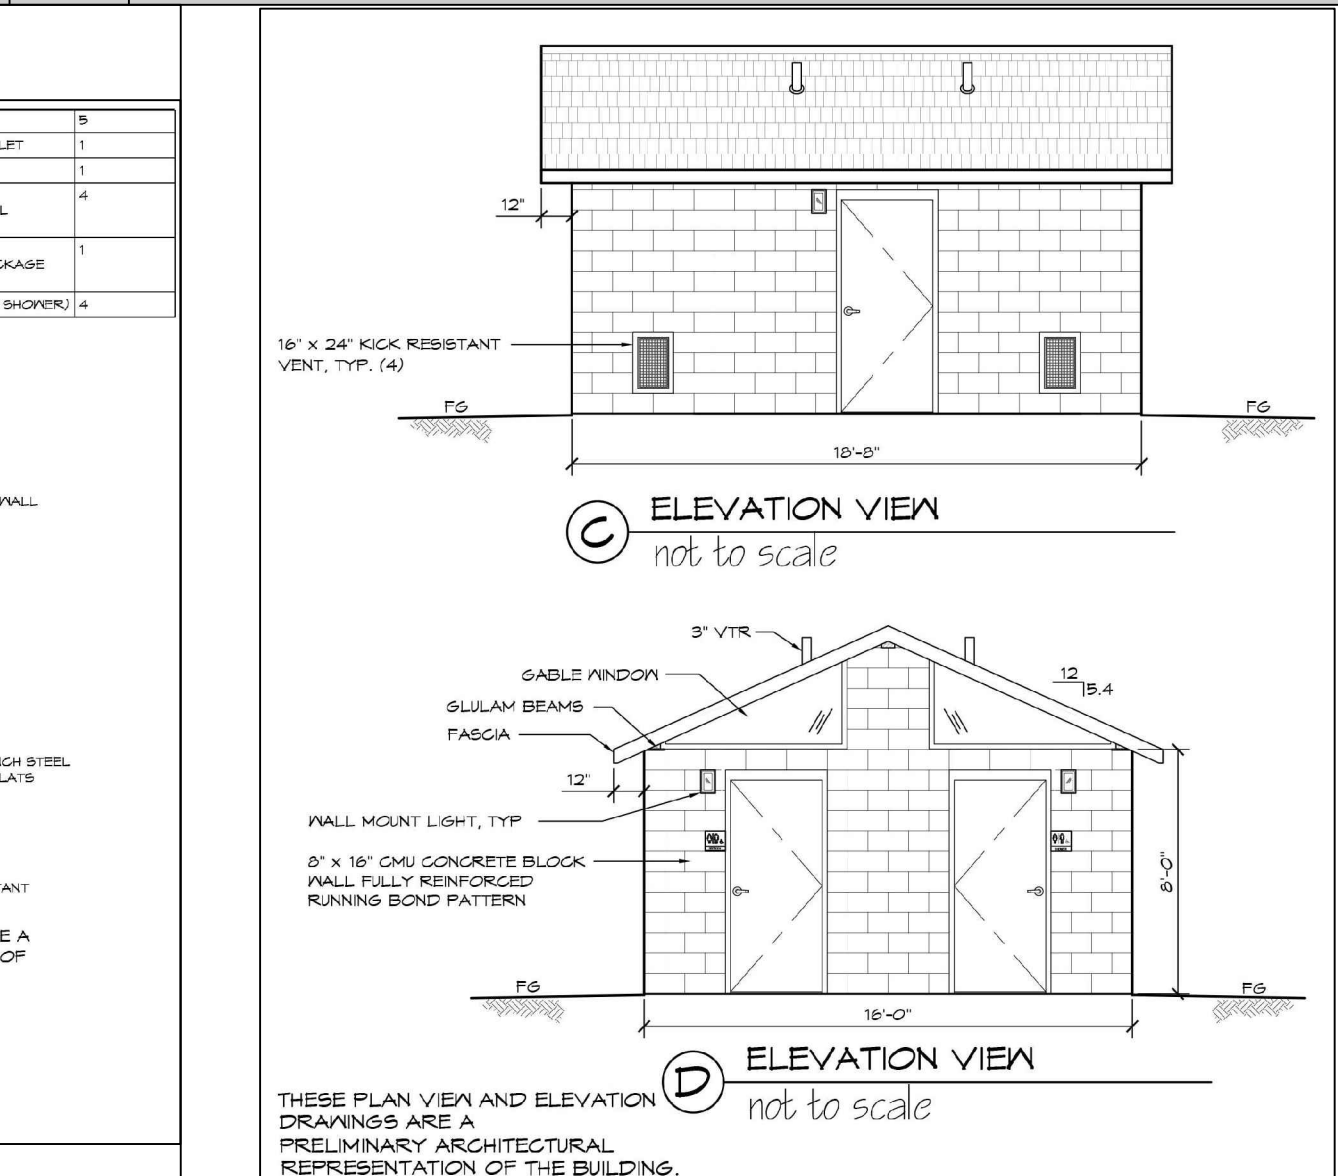 5
LET 1
1
L 4
CKAGE 1
SHOWER) 4
WALL
NCH STEEL
LATS
TANT
E A
OF
12"
16" x 24" KICK RESISTANT
VENT, TYP. (4)
FG
FG
18'-8"
C
ELEVATION VIEW
not to scale
3" VTR
GABLE WINDOW
GLULAM BEAMS
FASCIA
12
5.4
12"
WALL MOUNT LIGHT, TYP
8" x 16" CMU CONCRETE BLOCK
WALL FULLY REINFORCED
RUNNING BOND PATTERN
8'-0"
FG
FG
16'-0"
D
ELEVATION VIEW
not to scale
THESE PLAN VIEW AND ELEVATION
DRAWINGS ARE A
PRELIMINARY ARCHITECTURAL
REPRESENTATION OF THE BUILDING.